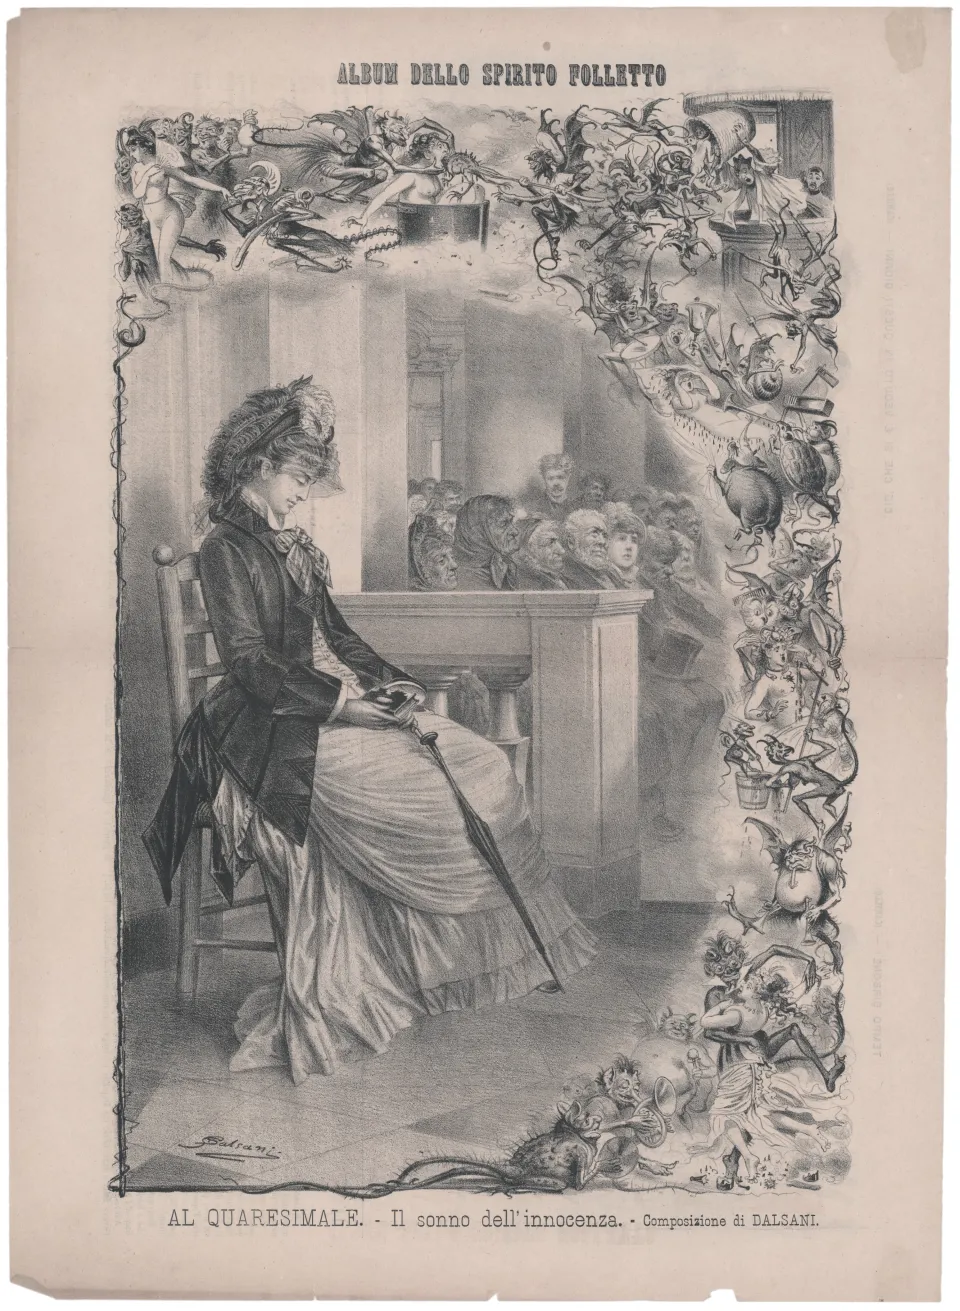 ALBUM DELLO SPIRITO FOLLETTO
Dalsani
AL QUARESIMALE. - Il sonno dell'innocenza. - Composizione di DALSANI.